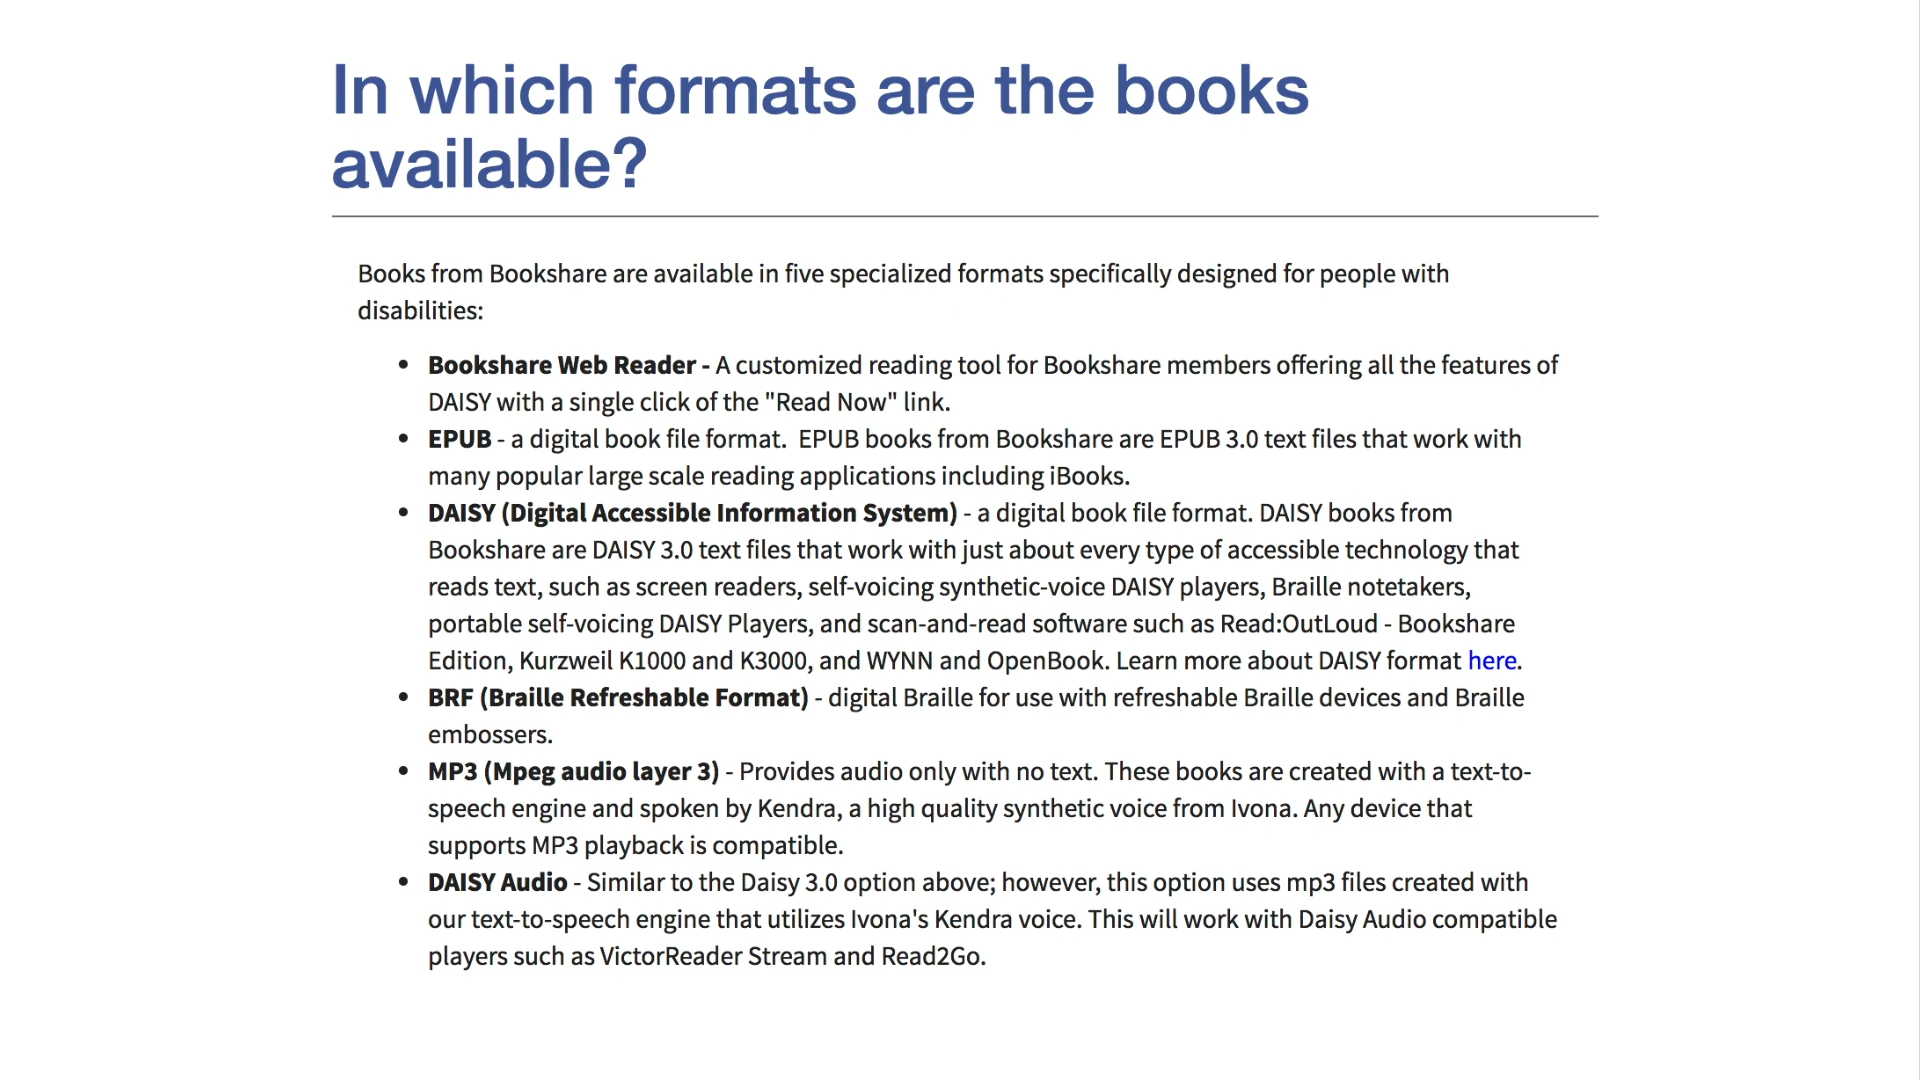 In which formats are the books
available?
Books from Bookshare are available in five specialized formats specifically designed for people with
disabilities:
• Bookshare Web Reader - A customized reading tool for Bookshare members offering all the features of
DAISY with a single click of the "Read Now" link.
• EPUB - a digital book file format.  EPUB books from Bookshare are EPUB 3.0 text files that work with
many popular large scale reading applications including iBooks.
• DAISY (Digital Accessible Information System) - a digital book file format. DAISY books from
Bookshare are DAISY 3.0 text files that work with just about every type of accessible technology that
reads text, such as screen readers, self-voicing synthetic-voice DAISY players, Braille notetakers,
portable self-voicing DAISY Players, and scan-and-read software such as Read:OutLoud - Bookshare
Edition, Kurzweil K1000 and K3000, and WYNN and OpenBook. Learn more about DAISY format here.
• BRF (Braille Refreshable Format) - digital Braille for use with refreshable Braille devices and Braille
embossers.
• MP3 (Mpeg audio layer 3) - Provides audio only with no text. These books are created with a text-to-
speech engine and spoken by Kendra, a high quality synthetic voice from Ivona. Any device that
supports MP3 playback is compatible.
• DAISY Audio - Similar to the Daisy 3.0 option above; however, this option uses mp3 files created with
our text-to-speech engine that utilizes Ivona's Kendra voice. This will work with Daisy Audio compatible
players such as VictorReader Stream and Read2Go.